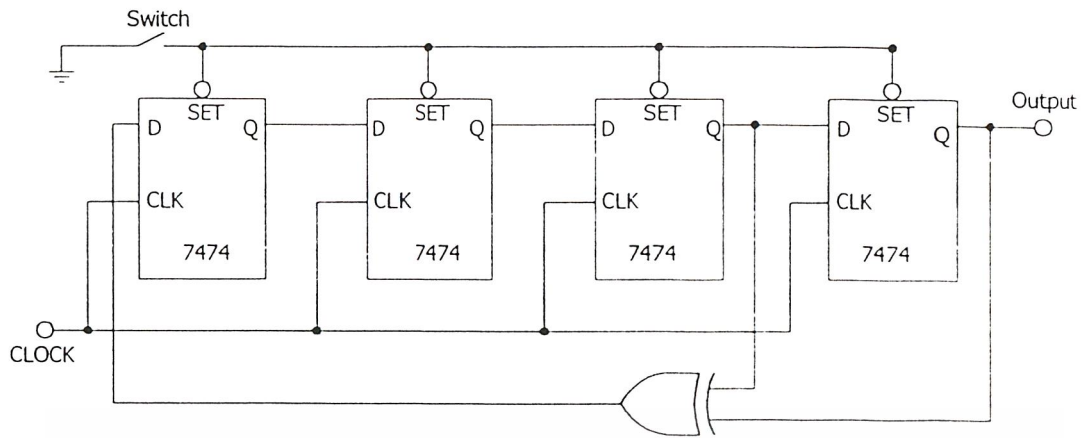 Switch
Output
SET SET SET SET
D Q D Q D Q D Q
CLK CLK CLK CLK
7474 7474 7474 7474
CLOCK